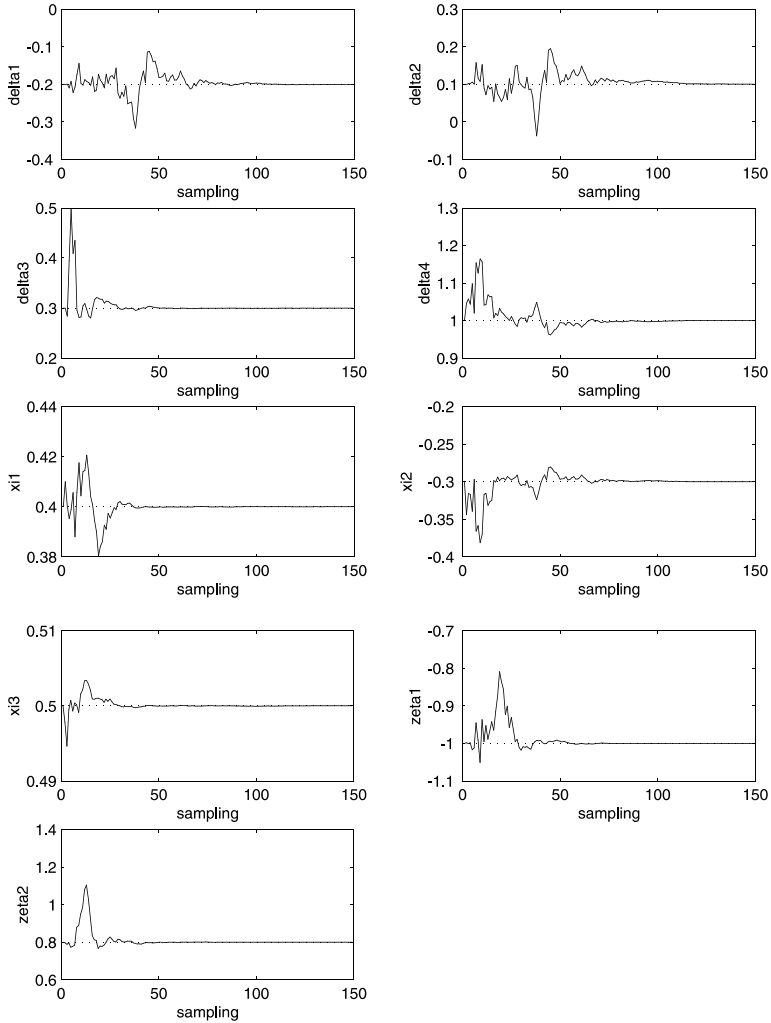 0
-0.1
-0.2
-0.3
-0.4
delta1
0 50 100 150
sampling
0.3
0.2
0.1
0
-0.1
delta2
0 50 100 150
sampling
0.5
0.4
0.3
0.2
delta3
0 50 100 150
sampling
1.3
1.2
1.1
1
0.9
delta4
0 50 100 150
sampling
0.44
0.42
0.4
0.38
xi1
0 50 100 150
sampling
-0.2
-0.25
-0.3
-0.35
-0.4
xi2
0 50 100 150
sampling
0.51
0.5
0.49
xi3
0 50 100 150
sampling
-0.7
-0.8
-0.9
-1
-1.1
zeta1
0 50 100 150
sampling
1.4
1.2
1
0.8
0.6
zeta2
0 50 100 150
sampling